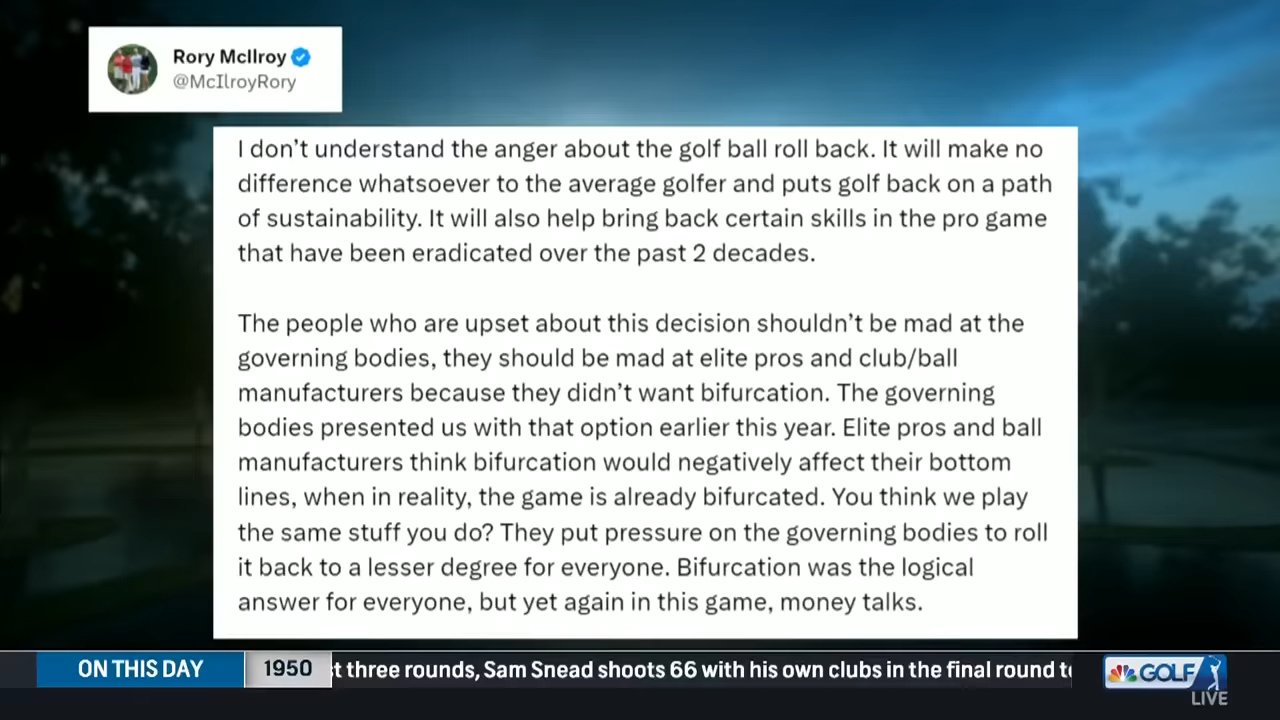 Rory McIlroy
@McIlroyRory
I don't understand the anger about the golf ball roll back. It will make no
difference whatsoever to the average golfer and puts golf back on a path
of sustainability. It will also help bring back certain skills in the pro game
that have been eradicated over the past 2 decades.
The people who are upset about this decision shouldn't be mad at the
governing bodies, they should be mad at elite pros and club/ball
manufacturers because they didn't want bifurcation. The governing
bodies presented us with that option earlier this year. Elite pros and ball
manufacturers think bifurcation would negatively affect their bottom
lines, when in reality, the game is already bifurcated. You think we play
the same stuff you do? They put pressure on the governing bodies to roll
it back to a lesser degree for everyone. Bifurcation was the logical
answer for everyone, but yet again in this game, money talks.
ON THIS DAY 1950 three rounds, Sam Snead shoots 66 with his own clubs in the final round
GOLF
LIVE